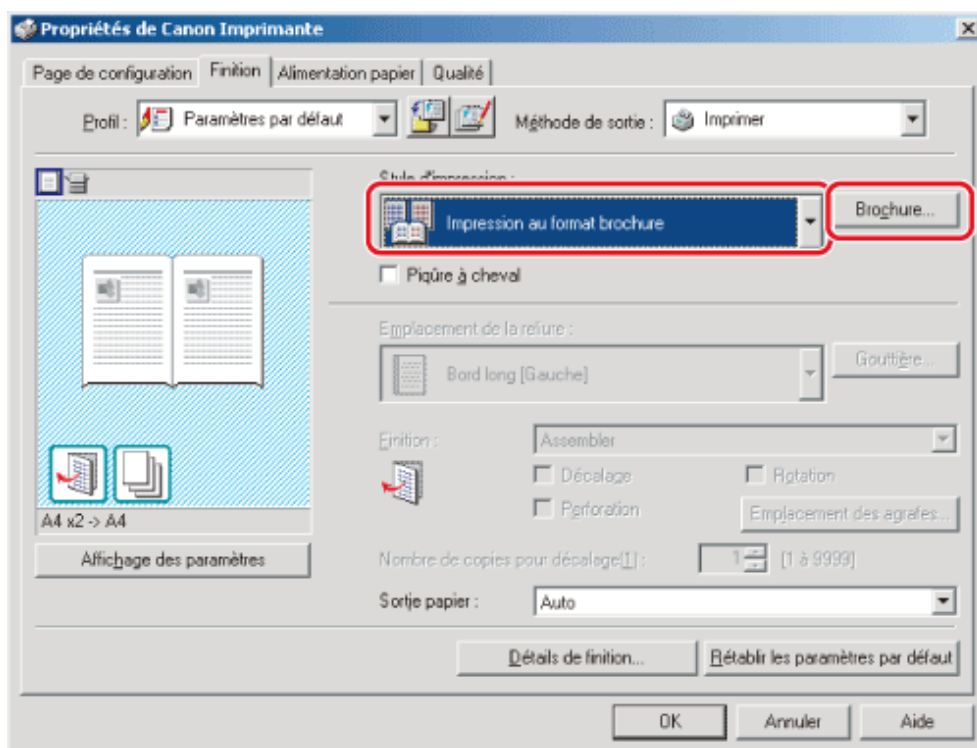 Propriétés de Canon Imprimante
Page de configuration Finition Alimentation papier Qualité
Profil : Paramètres par défaut Méthode de sortie : Imprimer
Style d'impression :
Impression au format brochure Brochure...
Piqûre à cheval
Emplacement de la reliure :
Bord long [Gauche] Gouttière...
Finition : Assembler
Décalage Rotation
Perforation Emplacement des agrafes...
A4 x2 -> A4
Affichage des paramètres
Nombre de copies pour décalage[1] : 1 [1 à 9999]
Sortie papier : Auto
Détails de finition... Rétablir les paramètres par défaut
OK Annuler Aide